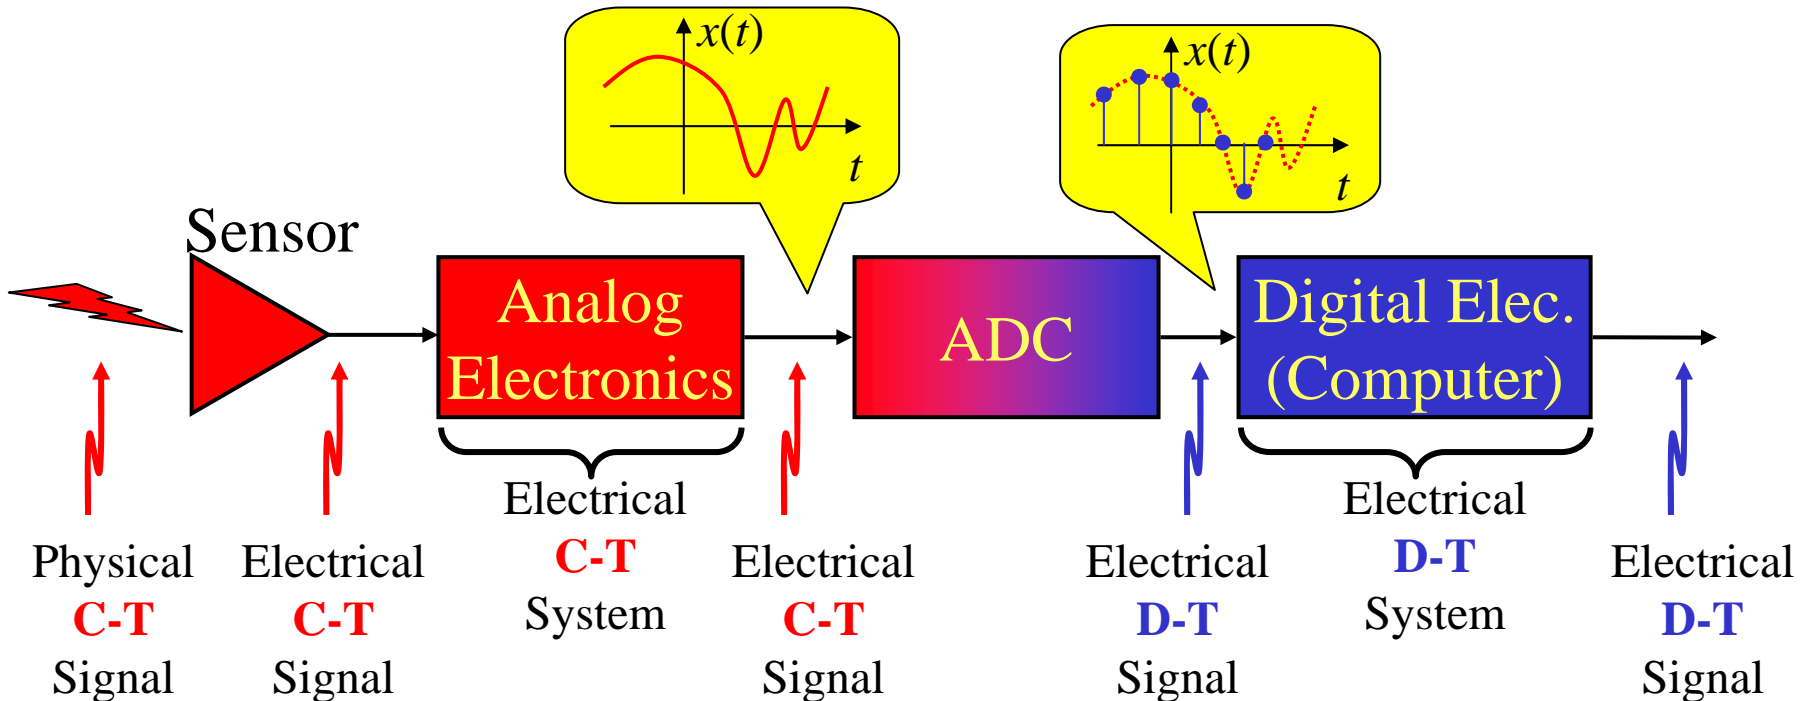 x(t)
t
x(t)
t
Sensor
Analog
Electronics
ADC
Digital Elec.
(Computer)
Physical
C-T
Signal
Electrical
C-T
Signal
Electrical
C-T
System
Electrical
C-T
Signal
Electrical
D-T
Signal
Electrical
D-T
System
Electrical
D-T
Signal